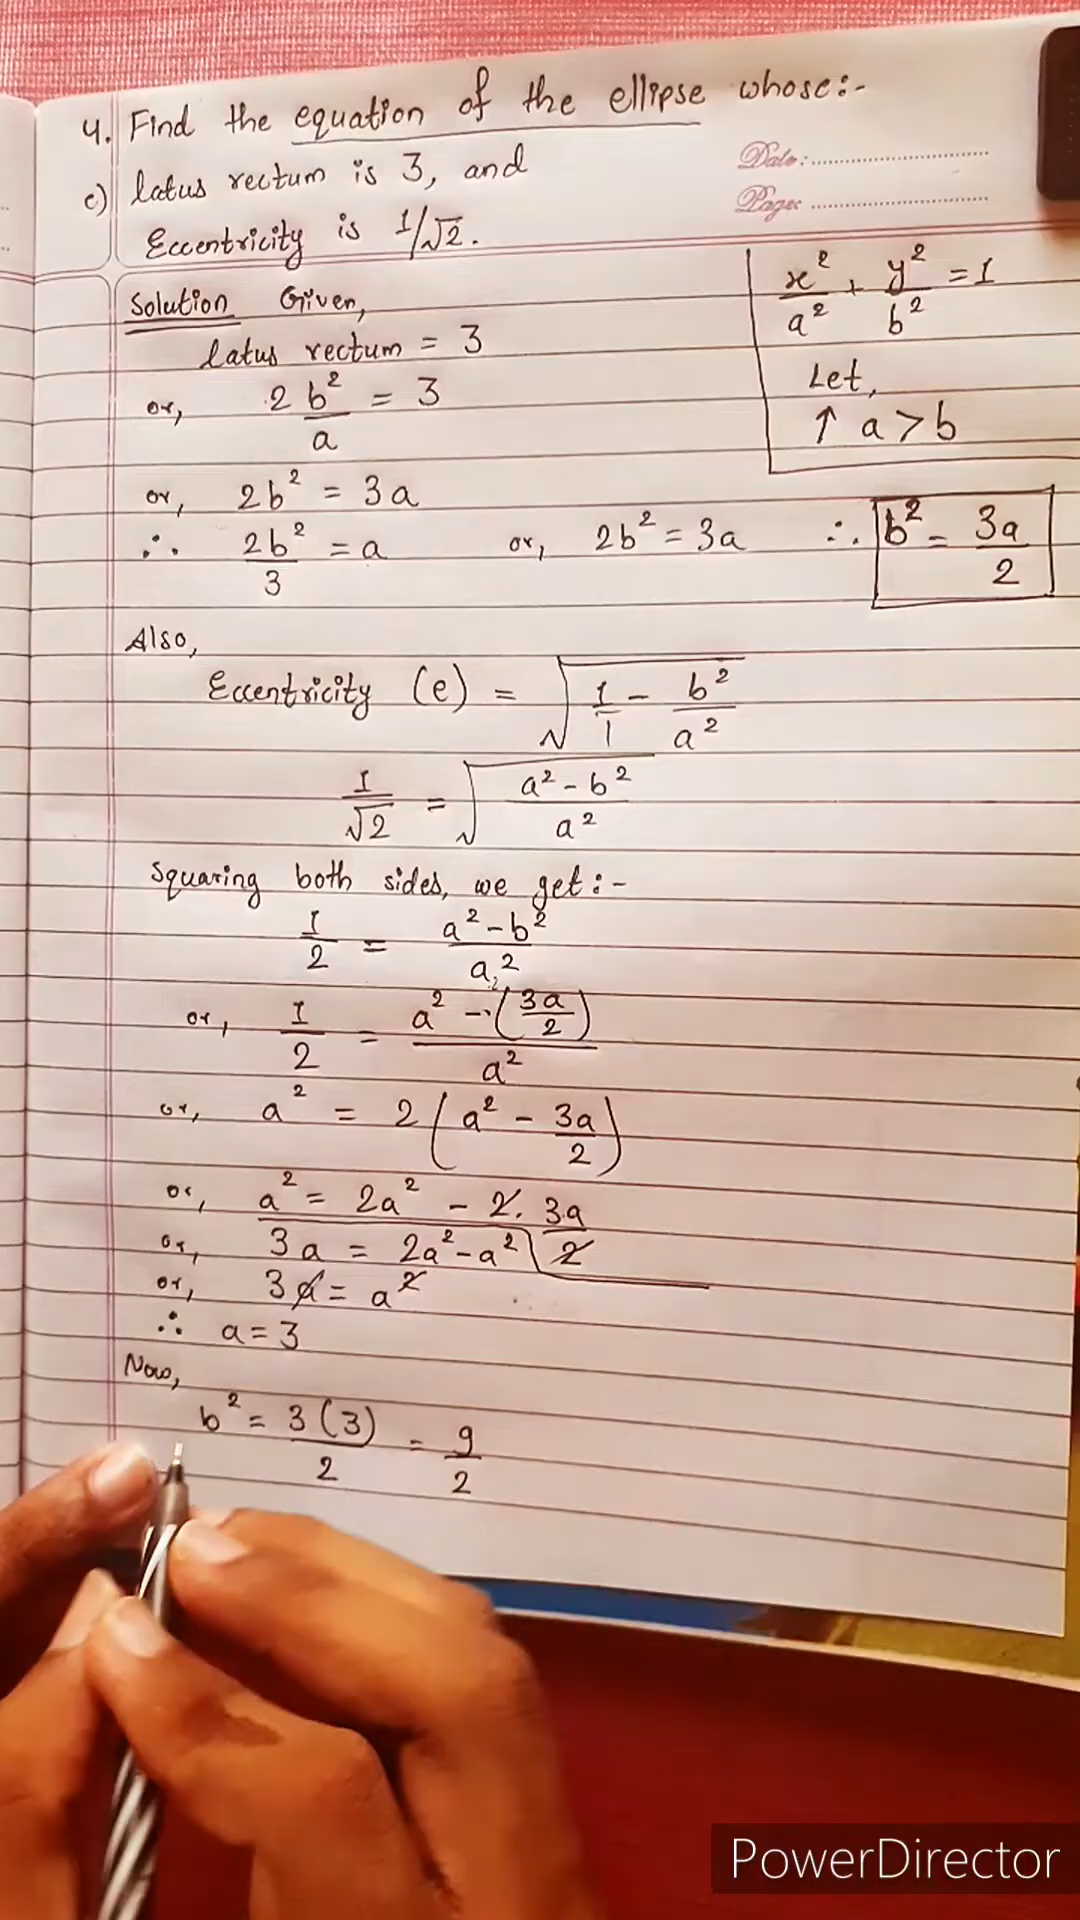 4. Find the equation of the ellipse whose:-
Date:
c) latus rectum is 3, and
Page:
Eccentricity is 1/√2.
x²/a² + y²/b² = 1
Let,
↑ a > b
Solution Given,
latus rectum = 3
or, 2b²/a = 3
or, 2b² = 3a
∴ 2b²/3 = a or, 2b² = 3a ∴ b² = 3a/2
Also,
Eccentricity (e) = √(1/1 - b²/a²)
1/√2 = √((a² - b²)/a²)
Squaring both sides, we get:-
1/2 = (a² - b²)/a²
or, 1/2 = (a² - (3a/2))/a²
or, a² = 2(a² - 3a/2)
or, a² = 2a² - 2. 3a/2
or, 3a = 2a² - a²
or, 3a = a²
∴ a = 3
Now,
b² = 3(3)/2 = 9/2
PowerDirector